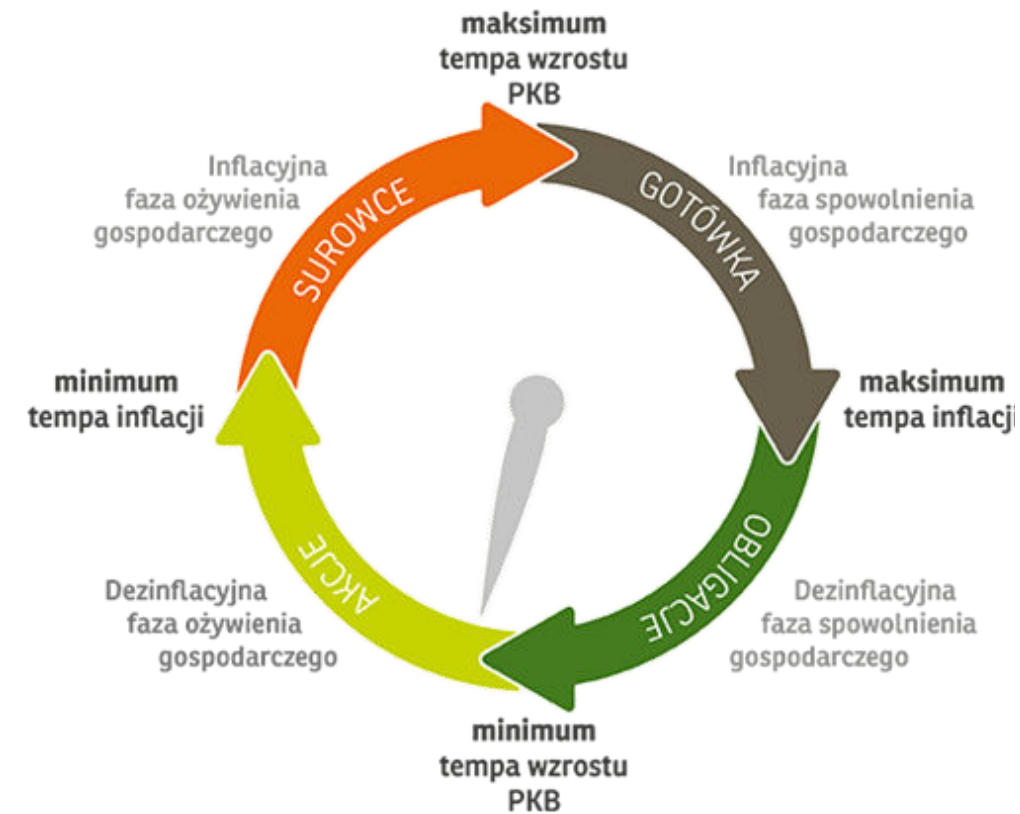 maksimum
tempa wzrostu
PKB
Inflacyjna
faza ożywienia
gospodarczego
SUROWCE
GOTÓWKA
Inflacyjna
faza spowolnienia
gospodarczego
minimum
tempa inflacji
maksimum
tempa inflacji
Dezinflacyjna
faza ożywienia
gospodarczego
AKCJE
OBLIGACJE
Dezinflacyjna
faza spowolnienia
gospodarczego
minimum
tempa wzrostu
PKB